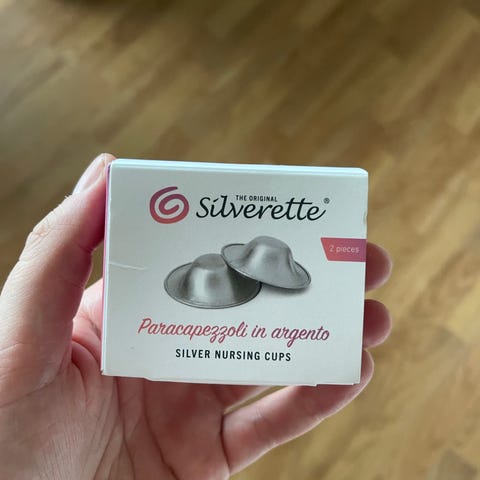 THE ORIGINAL
Silverette®
2 pieces
Paracapezzoli in argento
SILVER NURSING CUPS